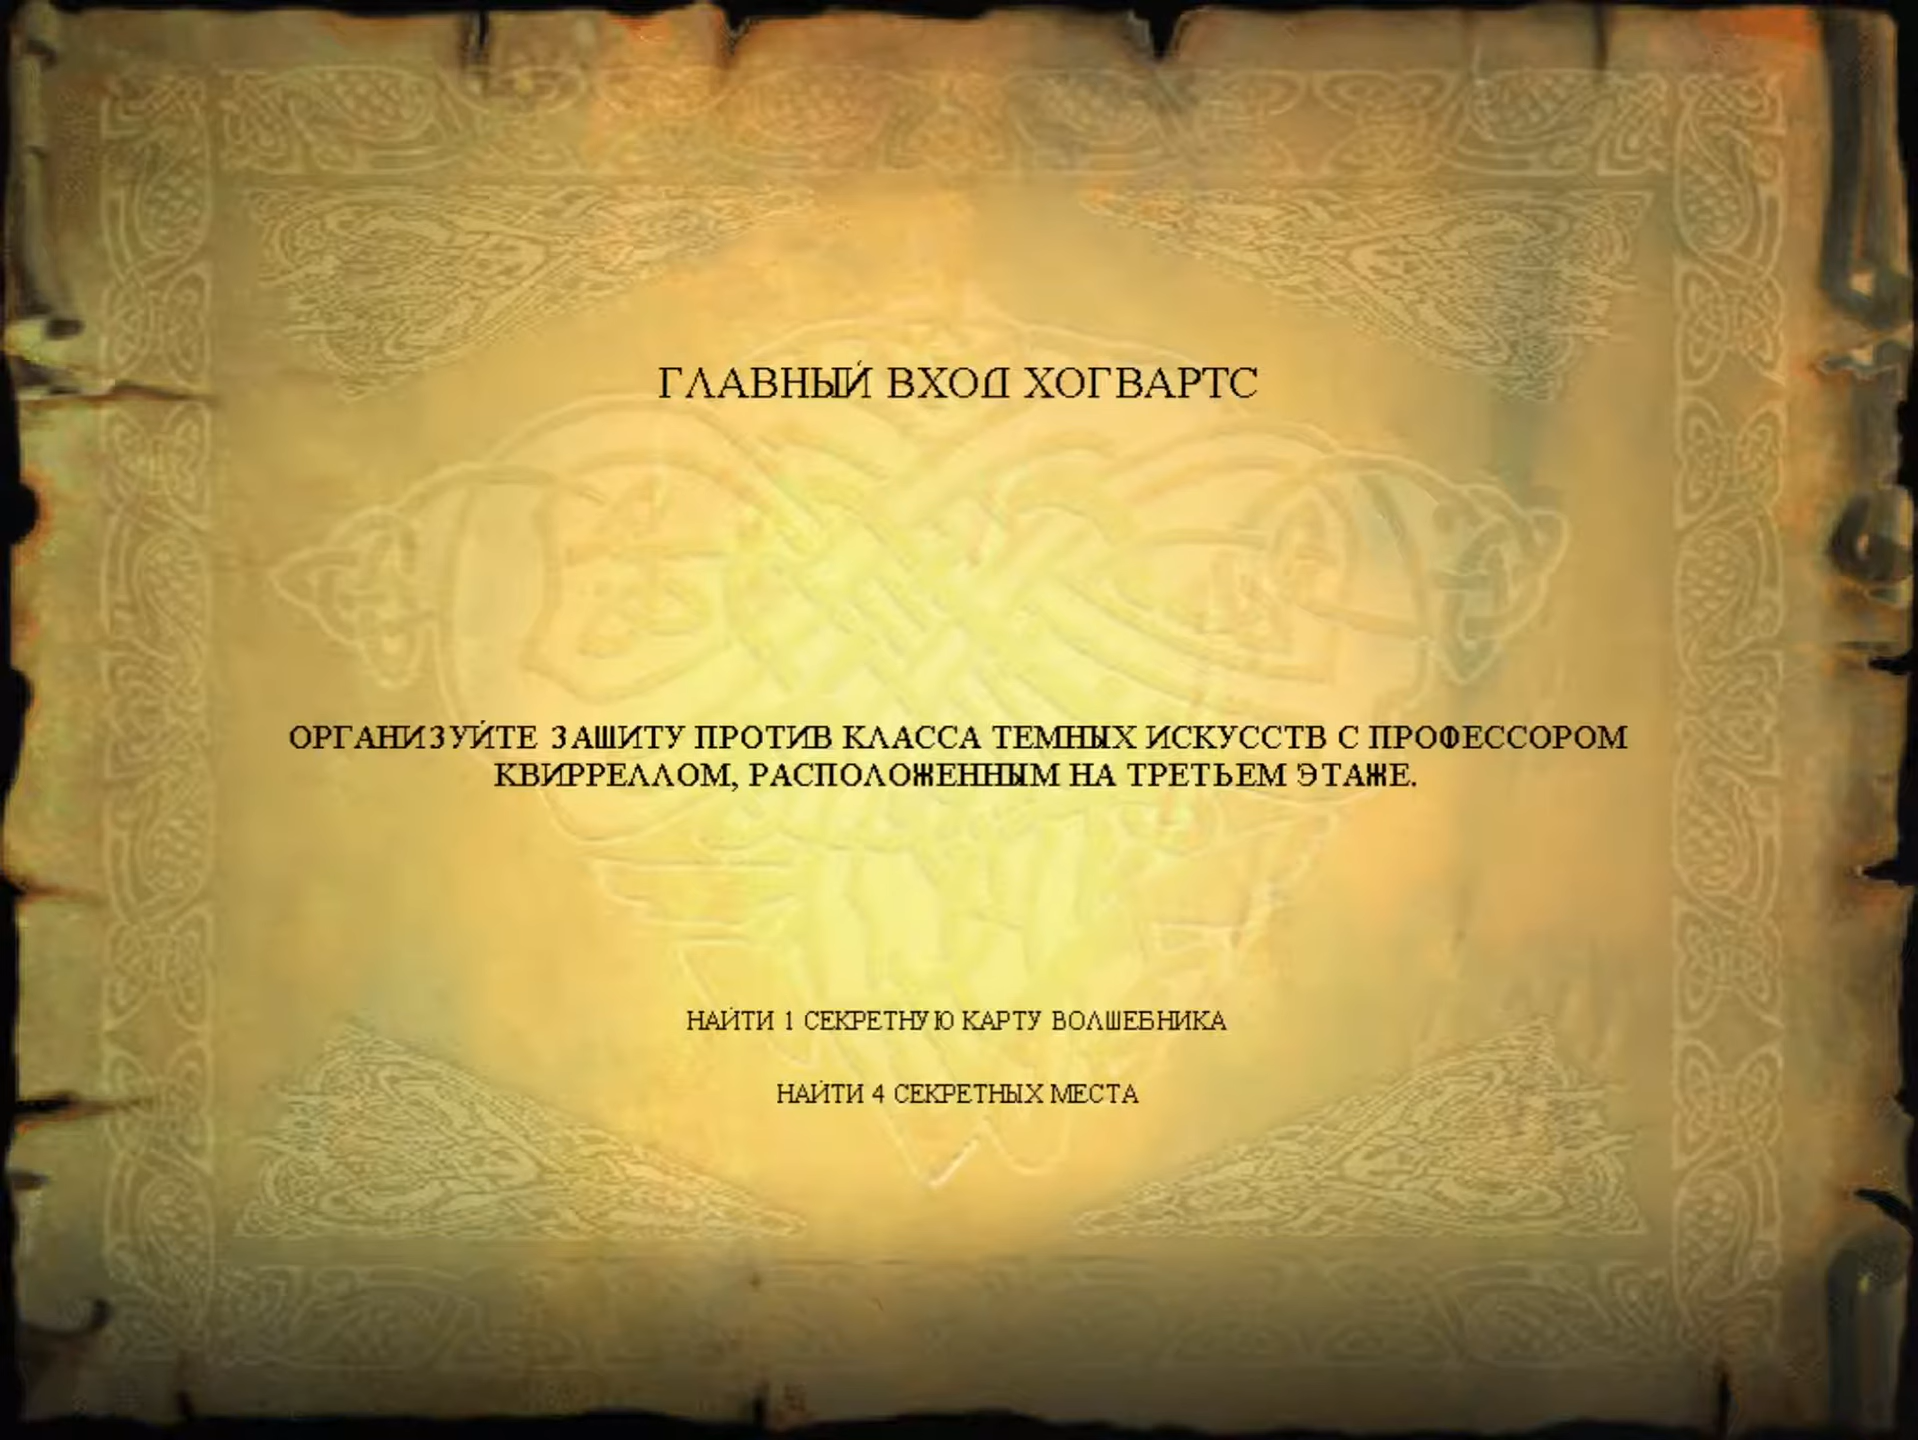 ГЛАВНЫЙ ВХОД ХОГВАРТС
ОРГАНИЗУЙТЕ ЗАШИТУ ПРОТИВ КЛАССА ТЕМНЫХ ИСКУССТВ С ПРОФЕССОРОМ
КВИРРЕЛЛОМ, РАСПОЛОЖЕННЫМ НА ТРЕТЬЕМ ЭТАЖЕ.
НАЙТИ 1 СЕКРЕТНУЮ КАРТУ ВОЛШЕБНИКА
НАЙТИ 4 СЕКРЕТНЫХ МЕСТА